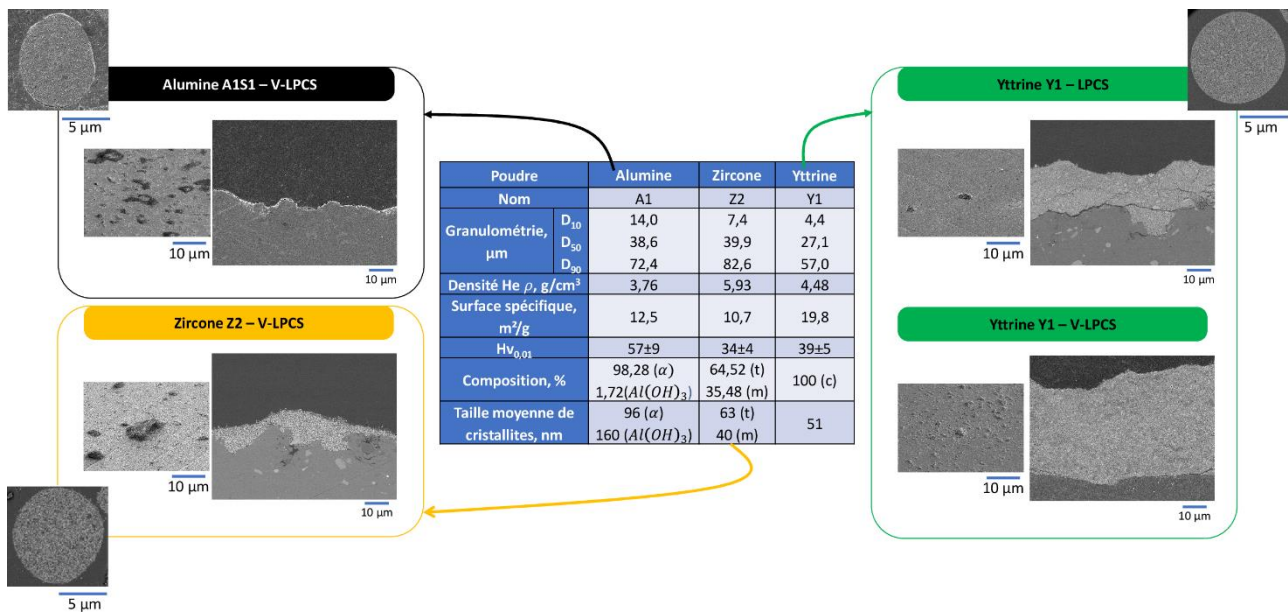 5 µm
Alumine A1S1 – V-LPCS
10 µm
10 µm
Zircone Z2 – V-LPCS
10 µm
10 µm
5 µm
Poudre Alumine Zircone Yttrine
Nom A1 Z2 Y1
Granulométrie, µm
D10 14,0 7,4 4,4
D50 38,6 39,9 27,1
D90 72,4 82,6 57,0
Densité He ρ, g/cm³ 3,76 5,93 4,48
Surface spécifique, m²/g 12,5 10,7 19,8
Hv0,01 57±9 34±4 39±5
Composition, % 98,28 (α) 64,52 (t) 100 (c)
1,72(Al(OH)3) 35,48 (m)
Taille moyenne de cristallites, nm 96 (α) 63 (t) 51
160 (Al(OH)3) 40 (m)
Yttrine Y1 – LPCS
5 µm
10 µm
10 µm
Yttrine Y1 – V-LPCS
10 µm
10 µm